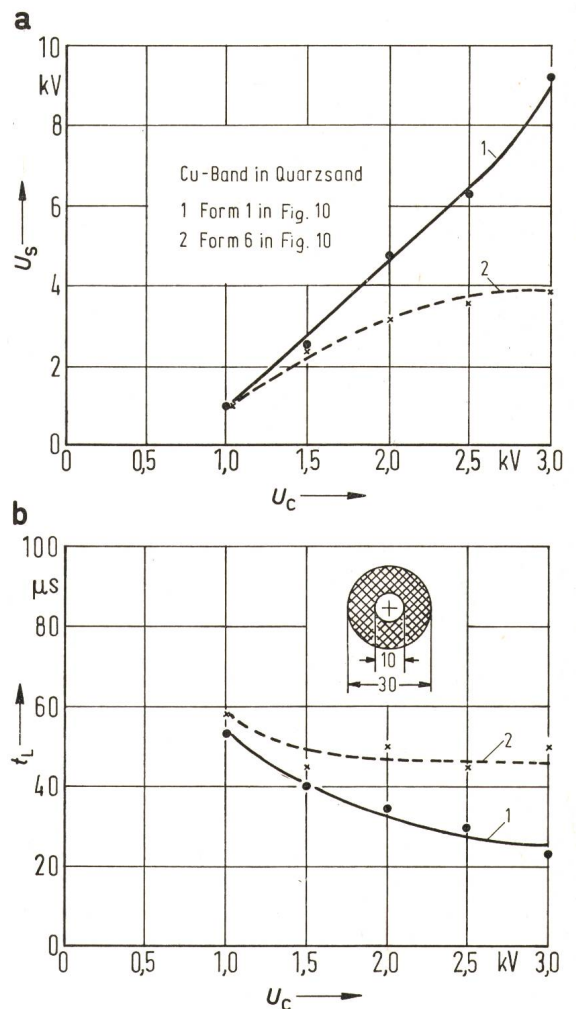 a
10
kV
8
6
4
2
0
U_s
Cu-Band in Quarzsand
1 Form 1 in Fig. 10
2 Form 6 in Fig. 10
1
2
0 0,5 1,0 1,5 2,0 2,5 kV 3,0
U_c
b
100
μs
80
60
40
20
0
t_L
10
30
2
1
0 0,5 1,0 1,5 2,0 2,5 kV 3,0
U_c